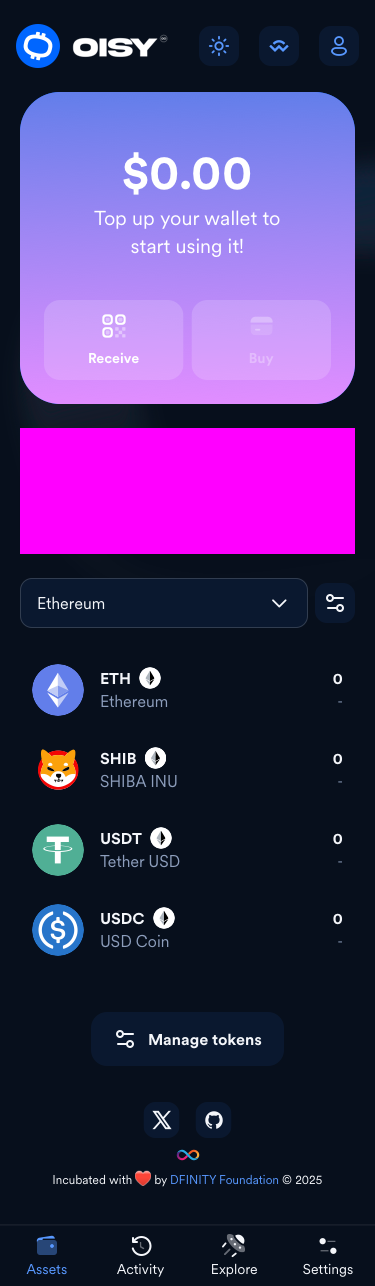 OISY
$0.00
Top up your wallet to
start using it!
Receive
Buy
Ethereum
ETH
0
Ethereum
-
SHIB
0
SHIBA INU
-
USDT
0
Tether USD
-
USDC
0
USD Coin
-
Manage tokens
Incubated with ❤️ by DFINITY Foundation © 2025
Assets
Activity
Explore
Settings